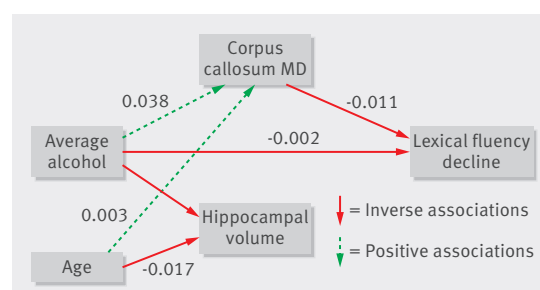 Corpus
callosum MD
0.038
-0.011
-0.002
Average
alcohol
Lexical fluency
decline
0.003
Hippocampal
volume
= Inverse associations
Age
-0.017
= Positive associations